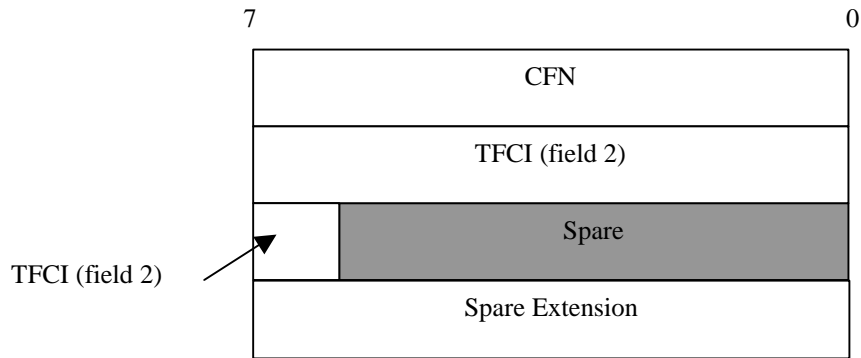 7 0
CFN
TFCI (field 2)
Spare
TFCI (field 2)
Spare Extension